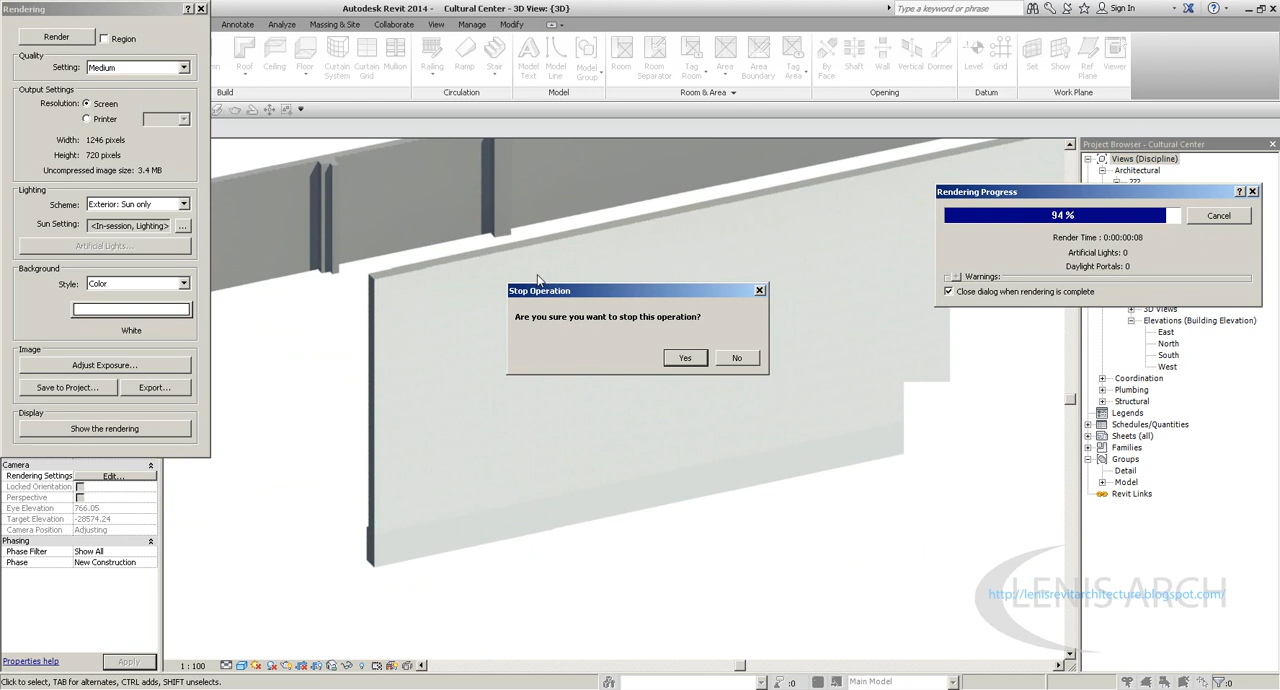 Rendering
Autodesk Revit 2014 - Cultural Center - 3D View: {3D}
Type a keyword or phrase
Sign In
Annotate
Analyze
Massing & Site
Collaborate
View
Manage
Modify
Roof
Ceiling
Floor
Curtain System
Curtain Grid
Mullion
Railing
Ramp
Stair
Model Text
Model Line
Model Group
Room
Room Separator
Tag Room
Area
Area Boundary
Tag Area
By Face
Shaft
Wall
Vertical
Dormer
Level
Grid
Set
Show
Ref Plane
Viewer
Build
Circulation
Model
Room & Area
Opening
Datum
Work Plane
Render
Region
Quality
Setting: Medium
Output Settings
Resolution: Screen
Printer
Width: 1246 pixels
Height: 720 pixels
Uncompressed image size: 3.4 MB
Lighting
Scheme: Exterior: Sun only
Sun Setting: <In-session, Lighting> ...
Artificial Lights...
Background
Style: Color
White
Image
Adjust Exposure...
Save to Project...
Export...
Display
Show the rendering
Camera
Rendering Settings Edit...
Locked Orientation
Perspective
Eye Elevation 766.05
Target Elevation -28574.24
Camera Position Adjusting
Phasing
Phase Filter Show All
Phase New Construction
Properties help
Apply
Stop Operation
Are you sure you want to stop this operation?
Yes
No
Project Browser - Cultural Center
Views (Discipline)
Architectural
???
Rendering Progress
94 %
Cancel
Render Time : 0:00:00:08
Artificial Lights: 0
Daylight Portals: 0
Warnings:
Close dialog when rendering is complete
3D Views
Elevations (Building Elevation)
East
North
South
West
Coordination
Plumbing
Structural
Legends
Schedules/Quantities
Sheets (all)
Families
Groups
Detail
Model
Revit Links
LENIS ARCH
http://lenisrevitarchitecture.blogspot.com/
1 : 100
Click to select, TAB for alternates, CTRL adds, SHIFT unselects.
:0
Main Model
:0